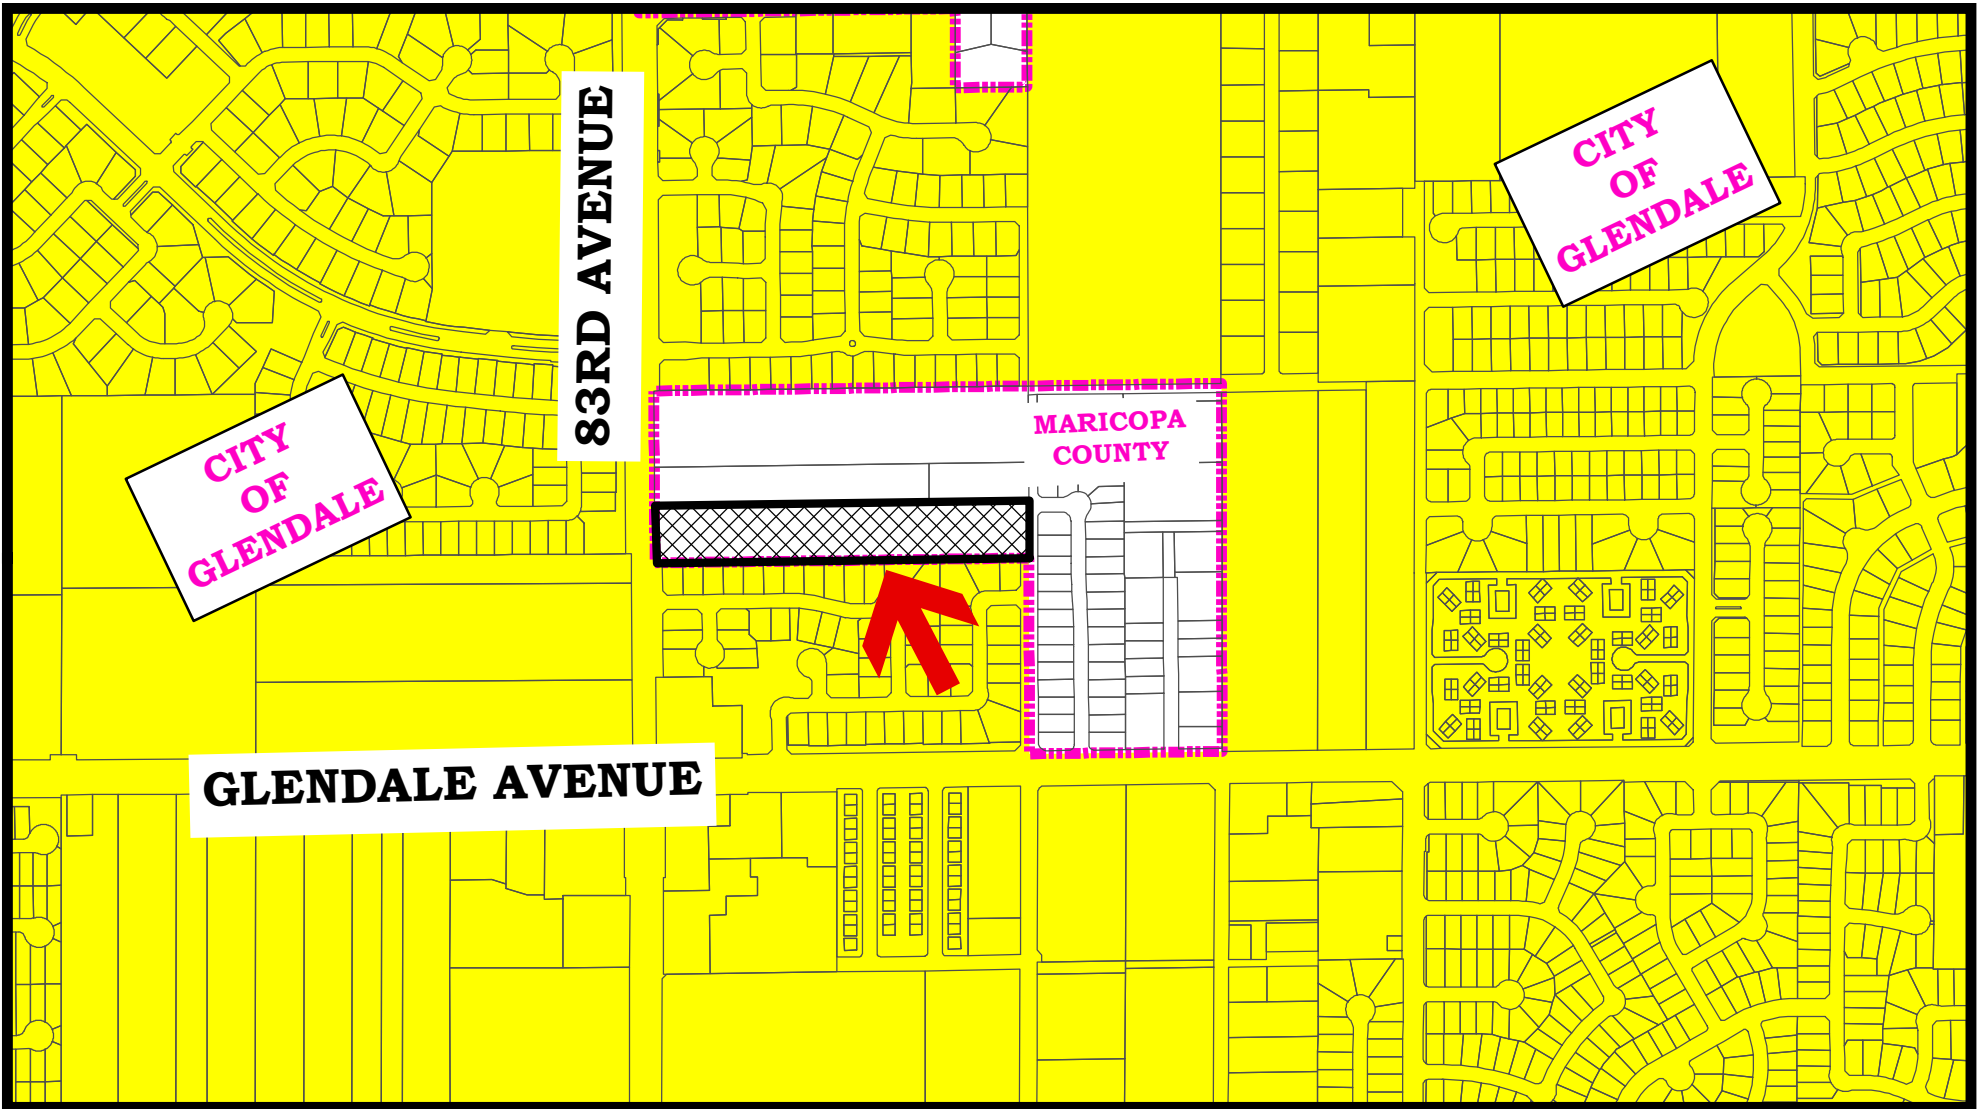 CITY
OF
GLENDALE
83RD AVENUE
MARICOPA
COUNTY
CITY
OF
GLENDALE
GLENDALE AVENUE